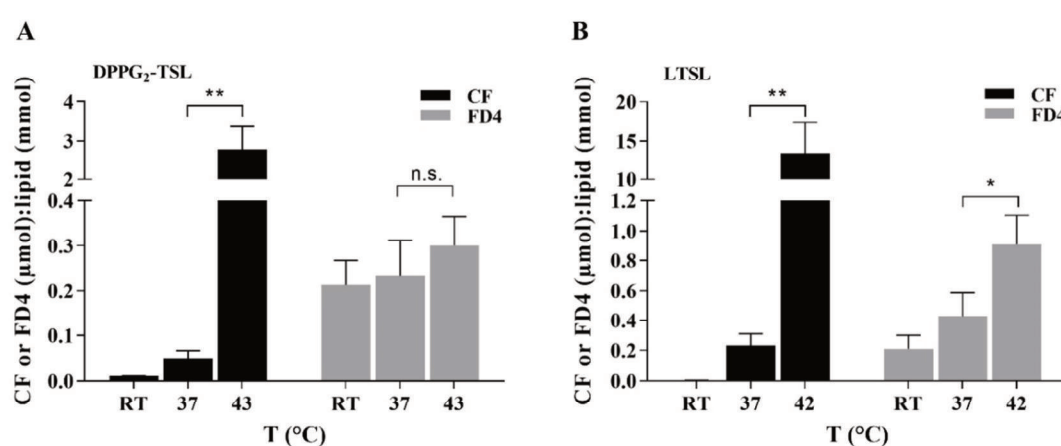 A
DPPG₂-TSL
CF or FD4 (μmol):lipid (mmol)
4
3
2
0.4
0.3
0.2
0.1
0.0
**
n.s.
CF
FD4
RT 37 43 RT 37 43
T (°C)
B
LTSL
CF or FD4 (μmol):lipid (mmol)
20
15
10
1.2
1.0
0.8
0.6
0.4
0.2
0.0
**
*
CF
FD4
RT 37 42 RT 37 42
T (°C)